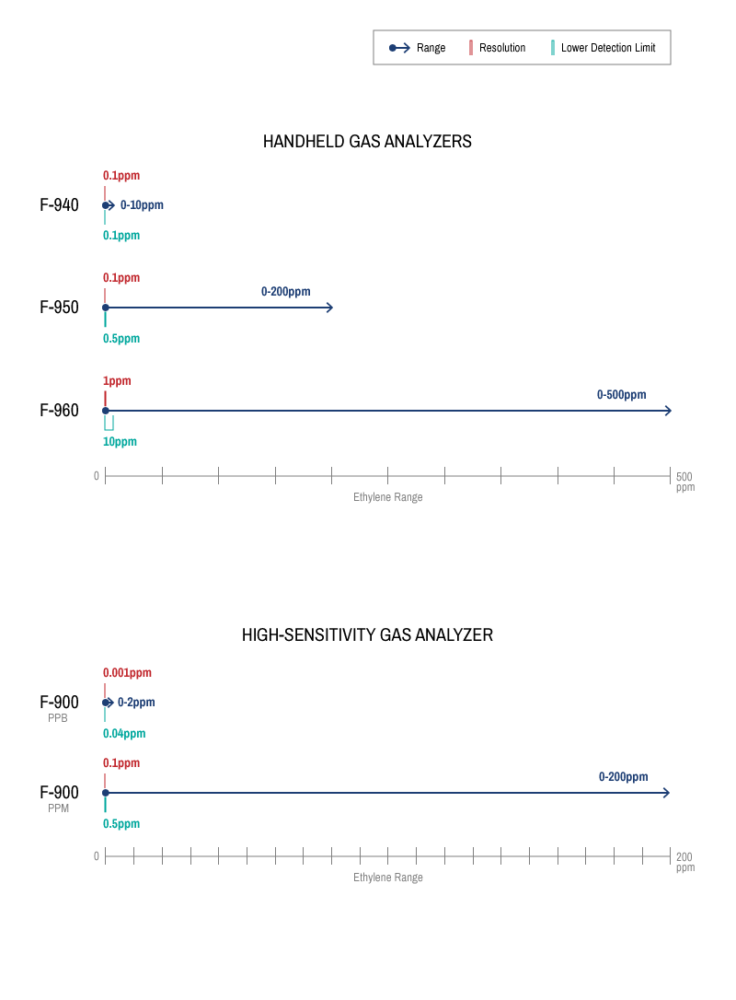 Range
Resolution
Lower Detection Limit
HANDHELD GAS ANALYZERS
0.1ppm
F-940
0-10ppm
0.1ppm
0.1ppm
0-200ppm
F-950
0.5ppm
1ppm
0-500ppm
F-960
10ppm
0
500
ppm
Ethylene Range
HIGH-SENSITIVITY GAS ANALYZER
0.001ppm
F-900
0-2ppm
PPB
0.04ppm
0.1ppm
0-200ppm
F-900
PPM
0.5ppm
0
200
ppm
Ethylene Range